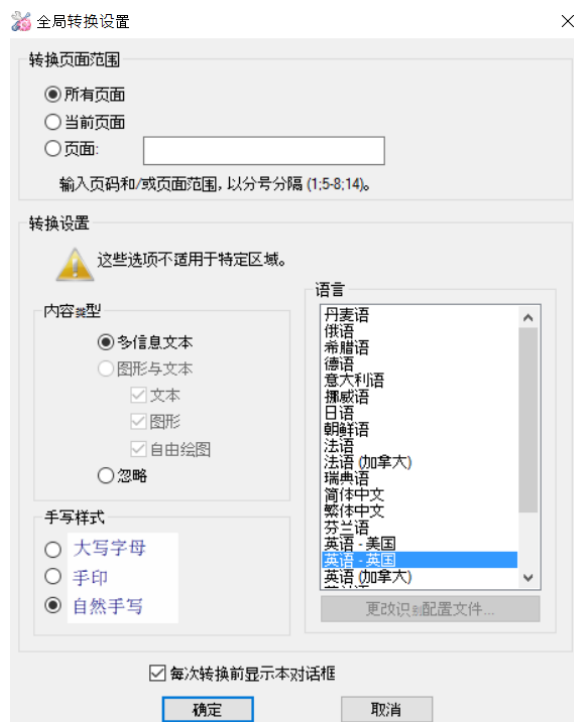 全局转换设置
转换页面范围
所有页面
当前页面
页面:
输入页码和/或页面范围, 以分号分隔 (1;5-8;14)。
转换设置
这些选项不适用于特定区域。
内容类型
多信息文本
图形与文本
文本
图形
自由绘图
忽略
手写样式
大写字母
手印
自然手写
语言
丹麦语
俄语
希腊语
德语
意大利语
挪威语
日语
朝鲜语
法语
法语 (加拿大)
瑞典语
简体中文
繁体中文
芬兰语
英语 - 美国
英语 - 英国
英语 (加拿大)
更改识别配置文件...
每次转换前显示本对话框
确定
取消